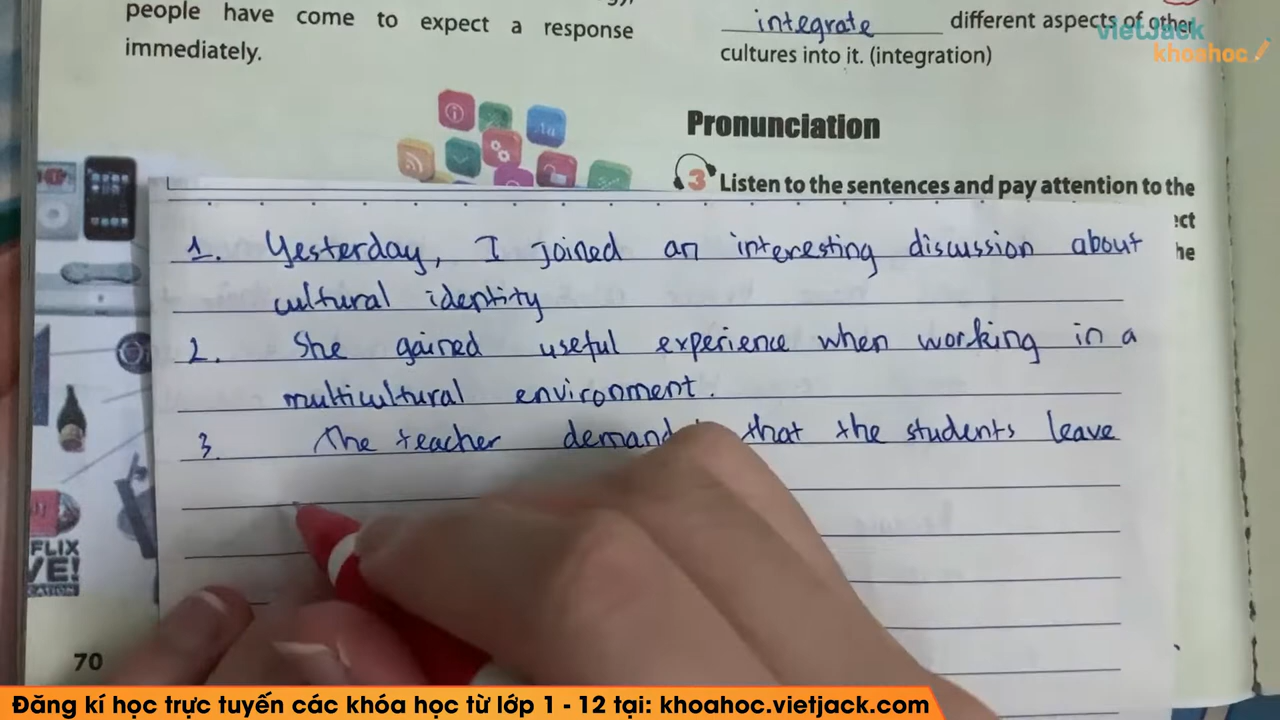 people have come to expect a response
immediately.
integrate different aspects of other
cultures into it. (integration)
vietJack
khoahoc
Pronunciation
3 Listen to the sentences and pay attention to the
1. Yesterday, I joined an interesting discussion about
cultural identity
2. She gained useful experience when working in a
multicultural environment.
3. The teacher that the students leave
FLIX
VE!
70
Đăng kí học trực tuyến các khóa học từ lớp 1 - 12 tại: khoahoc.vietjack.com